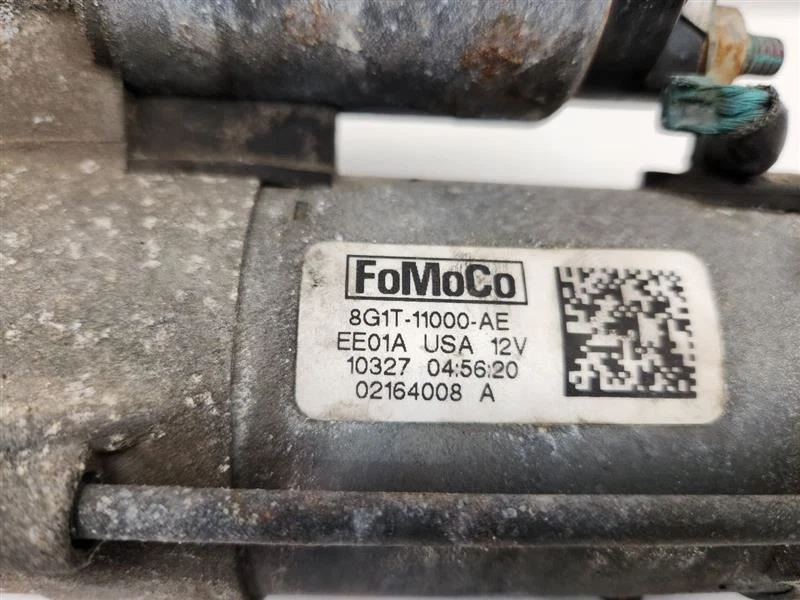 FoMoCo
8G1T-11000-AE
EE01A USA 12V
10327 04:56:20
02164008 A